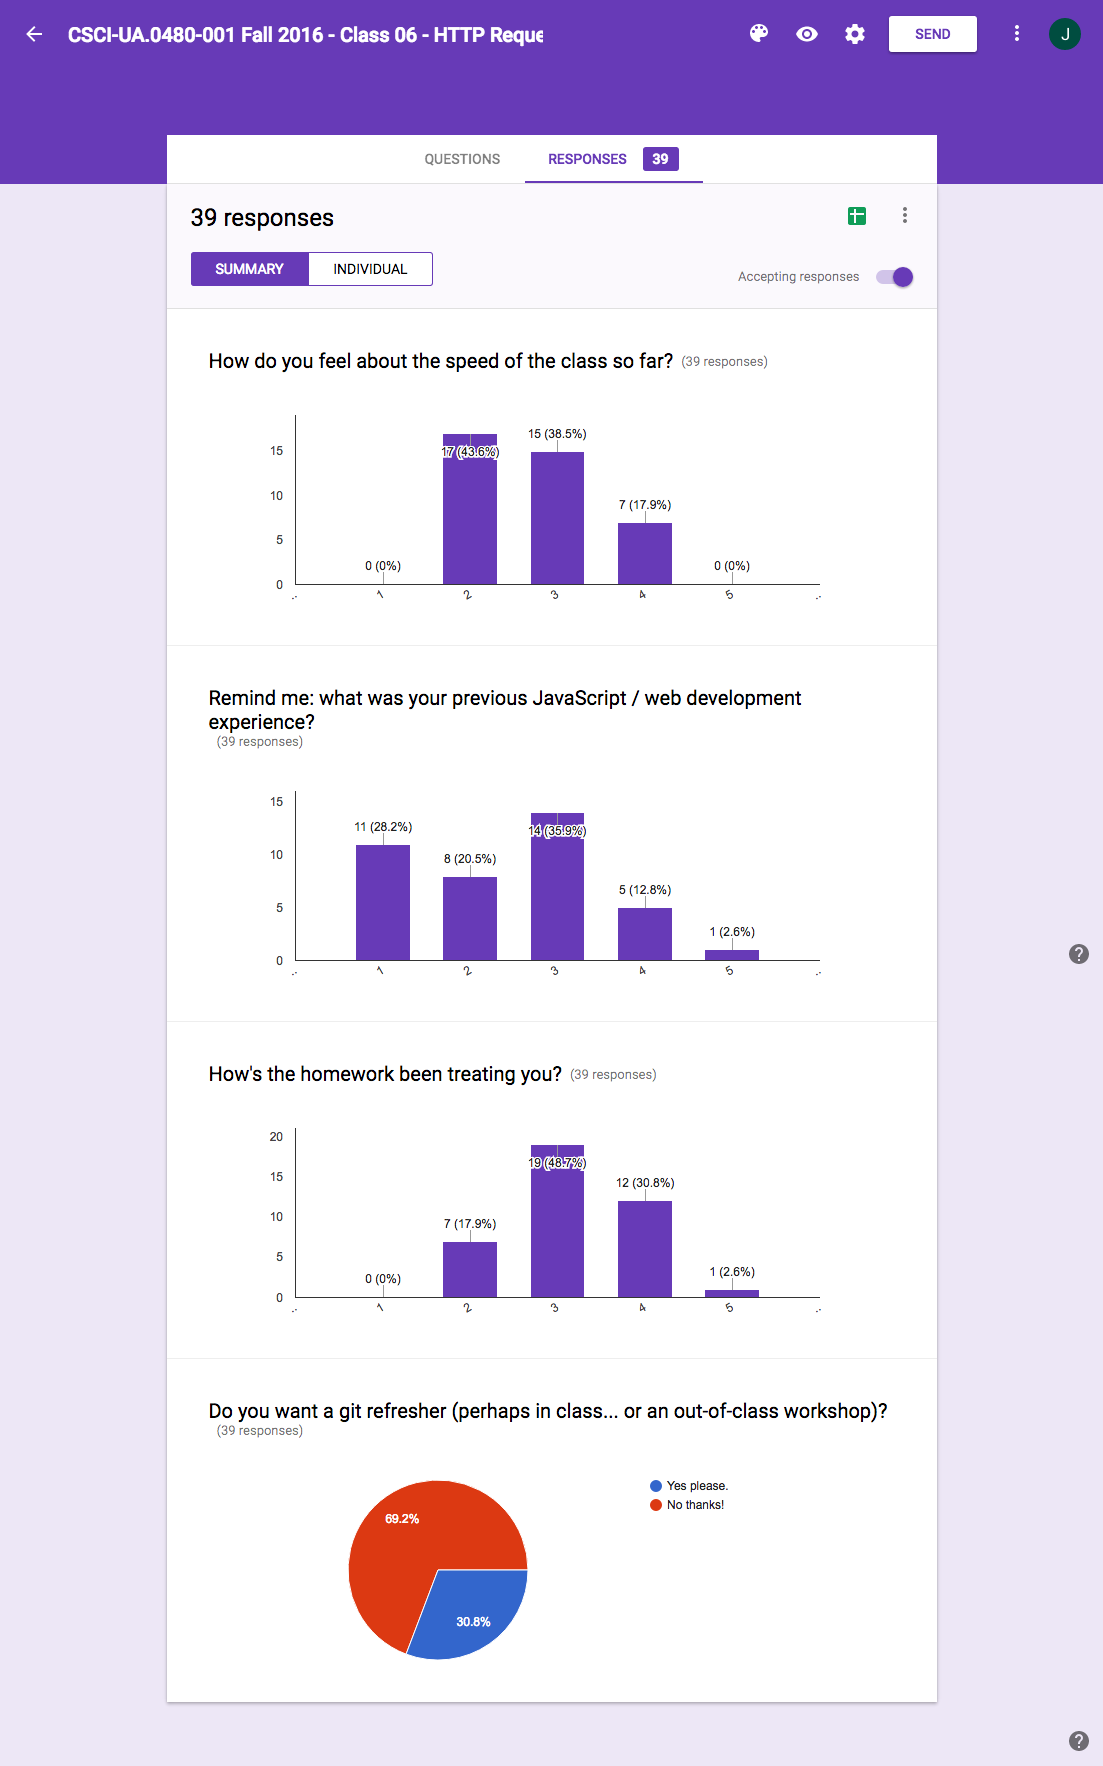 CSCI-UA.0480-001 Fall 2016 - Class 06 - HTTP Reque
SEND
J
QUESTIONS
RESPONSES 39
39 responses
SUMMARY INDIVIDUAL
Accepting responses
How do you feel about the speed of the class so far? (39 responses)
15
10
5
0
0 (0%)
17 (43.6%)
15 (38.5%)
7 (17.9%)
0 (0%)
.. 1 2 3 4 5 ..
Remind me: what was your previous JavaScript / web development
experience?
(39 responses)
15
10
5
0
11 (28.2%)
8 (20.5%)
14 (35.9%)
5 (12.8%)
1 (2.6%)
.. 1 2 3 4 5 ..
How's the homework been treating you? (39 responses)
20
15
10
5
0
0 (0%)
7 (17.9%)
19 (48.7%)
12 (30.8%)
1 (2.6%)
.. 1 2 3 4 5 ..
Do you want a git refresher (perhaps in class... or an out-of-class workshop)?
(39 responses)
69.2%
30.8%
Yes please.
No thanks!
?
?